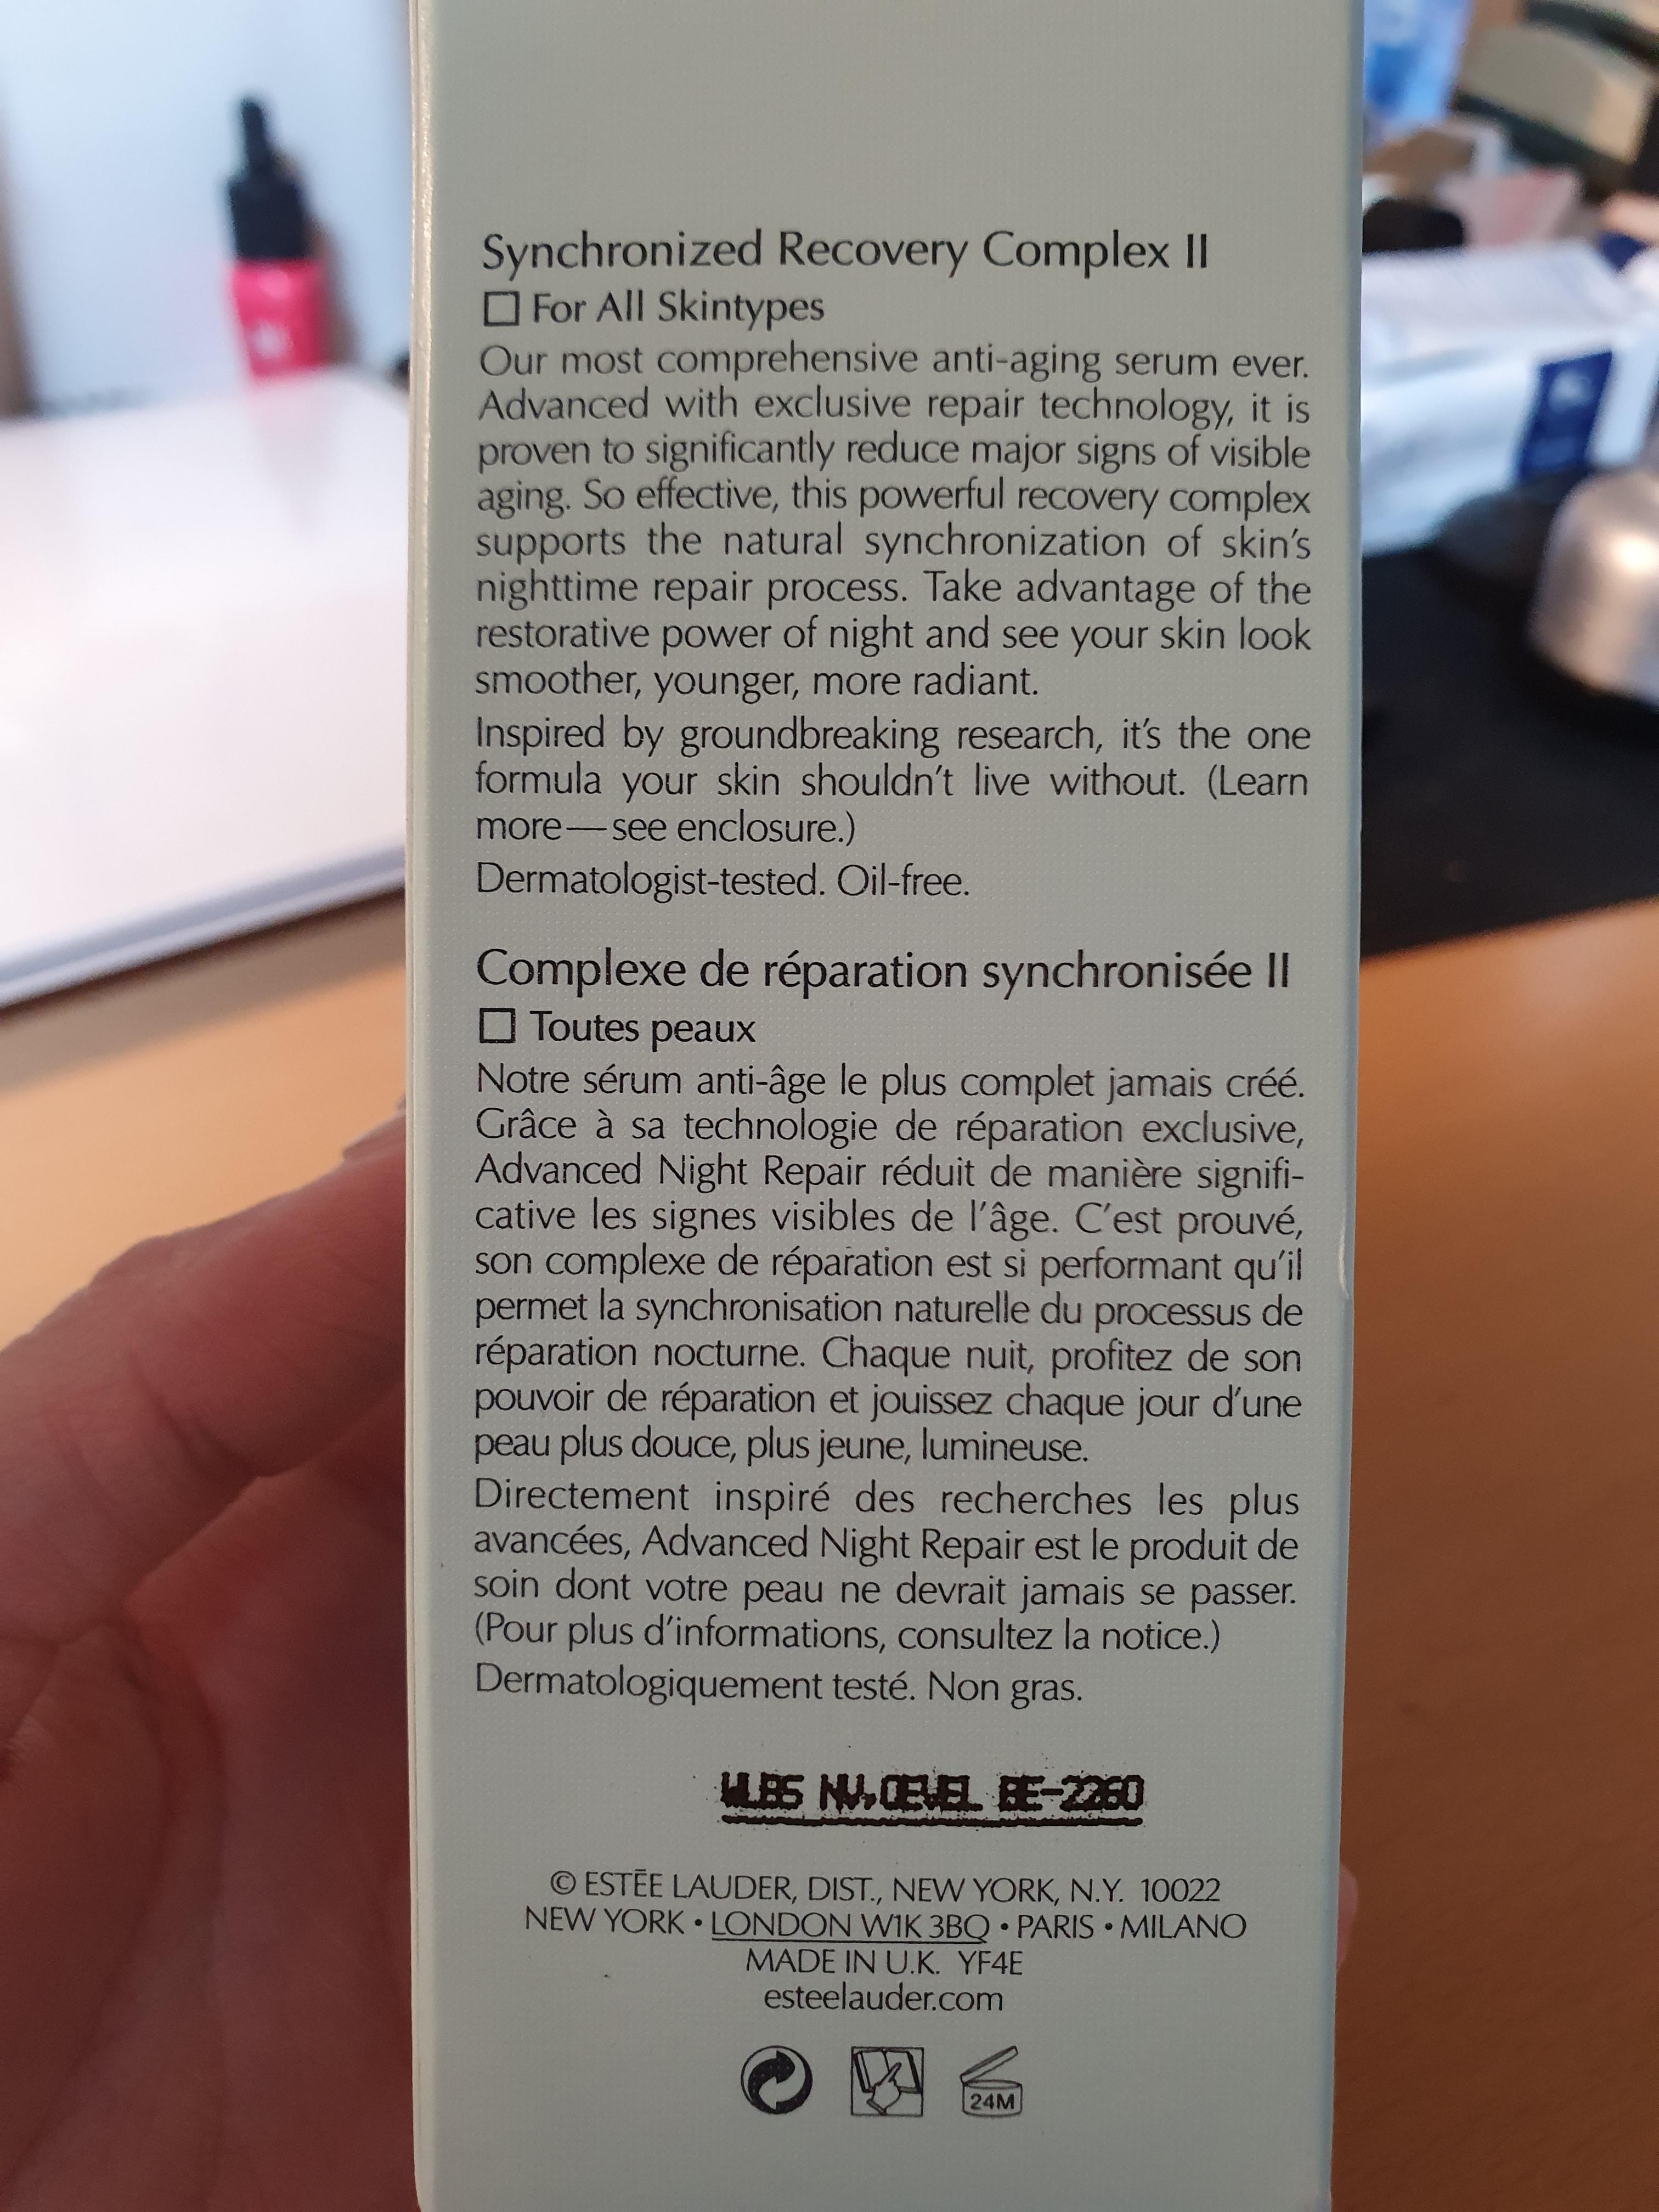 Synchronized Recovery Complex II
☐ For All Skintypes
Our most comprehensive anti-aging serum ever.
Advanced with exclusive repair technology, it is
proven to significantly reduce major signs of visible
aging. So effective, this powerful recovery complex
supports the natural synchronization of skin's
nighttime repair process. Take advantage of the
restorative power of night and see your skin look
smoother, younger, more radiant.
Inspired by groundbreaking research, it's the one
formula your skin shouldn't live without. (Learn
more—see enclosure.)
Dermatologist-tested. Oil-free.
Complexe de réparation synchronisée II
☐ Toutes peaux
Notre sérum anti-âge le plus complet jamais créé.
Grâce à sa technologie de réparation exclusive,
Advanced Night Repair réduit de manière signifi-
cative les signes visibles de l'âge. C'est prouvé,
son complexe de réparation est si performant qu'il
permet la synchronisation naturelle du processus de
réparation nocturne. Chaque nuit, profitez de son
pouvoir de réparation et jouissez chaque jour d'une
peau plus douce, plus jeune, lumineuse.
Directement inspiré des recherches les plus
avancées, Advanced Night Repair est le produit de
soin dont votre peau ne devrait jamais se passer.
(Pour plus d'informations, consultez la notice.)
Dermatologiquement testé. Non gras.
WLBS NV,OEVEL BE-2260
© ESTĒE LAUDER, DIST., NEW YORK, N.Y. 10022
NEW YORK • LONDON W1K 3BQ • PARIS • MILANO
MADE IN U.K. YF4E
esteelauder.com
24M